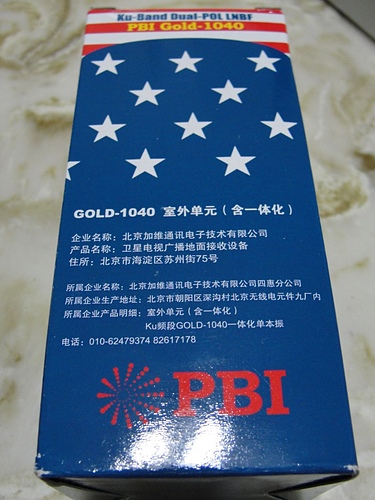 Ku-Band Dual-POL LNBF
PBI Gold-1040
GOLD-1040 室外单元（含一体化）
企业名称：北京加维通讯电子技术有限公司
产品名称：卫星电视广播地面接收设备
住所：北京市海淀区苏州街75号
所属企业名称：北京加维通讯电子技术有限公司四惠分公司
所属企业生产地址：北京市朝阳区深沟村北京无线电元件九厂内
所属企业产品明细：室外单元（含一体化）
Ku频段GOLD-1040一体化单本振
电话：010-62479374 82617178
PBI